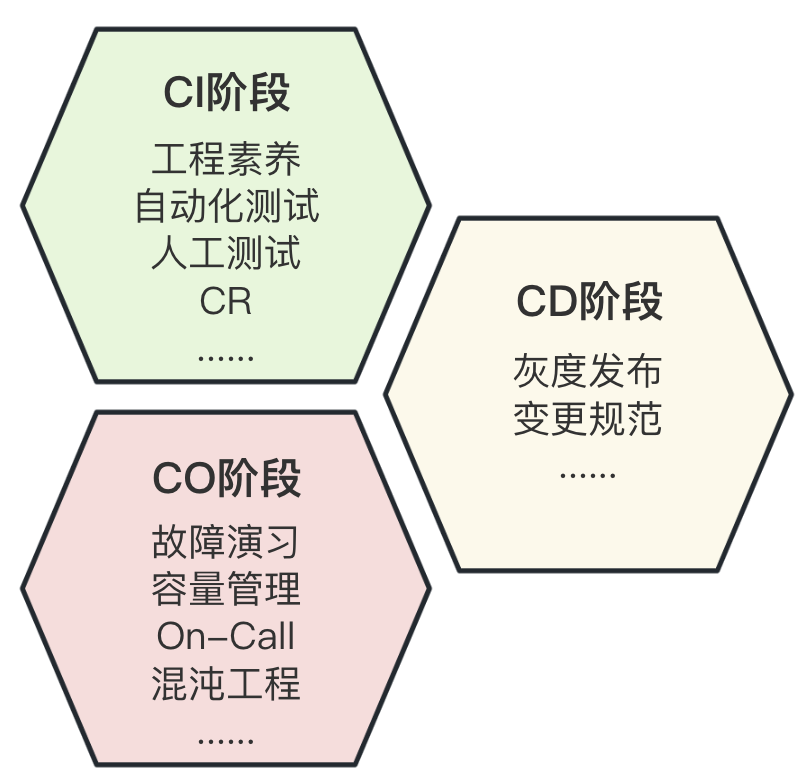 CI阶段
工程素养
自动化测试
人工测试
CR
......
CD阶段
灰度发布
变更规范
......
CO阶段
故障演习
容量管理
On-Call
混沌工程
......